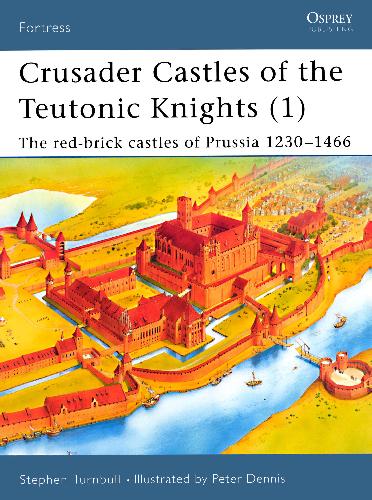 Fortress
OSPREY
PUBLISHING
Crusader Castles of the
Teutonic Knights (1)
The red-brick castles of Prussia 1230–1466
Stephen Turnbull • Illustrated by Peter Dennis